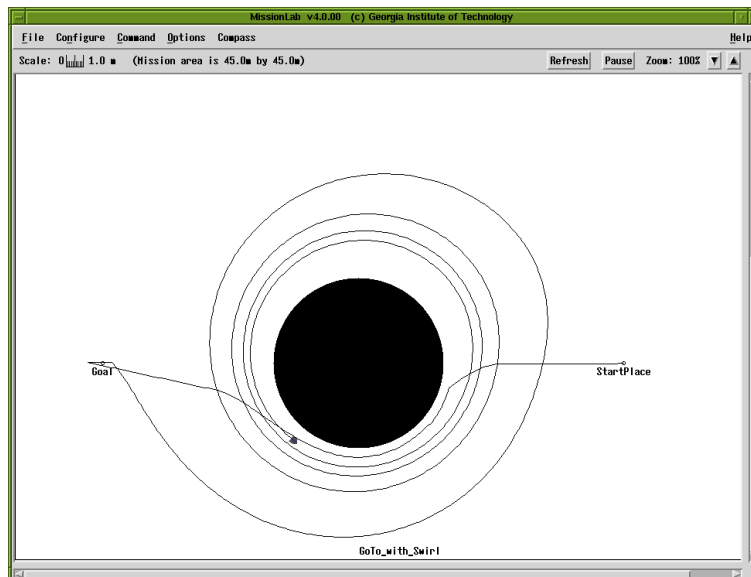 MissionLab v4.0.00 (c) Georgia Institute of Technology
File Configure Command Options Compass Help
Scale: 0 1.0 m (Mission area is 45.0m by 45.0m) Refresh Pause Zoom: 100%
Goal StartPlace
GoTo_with_Swirl